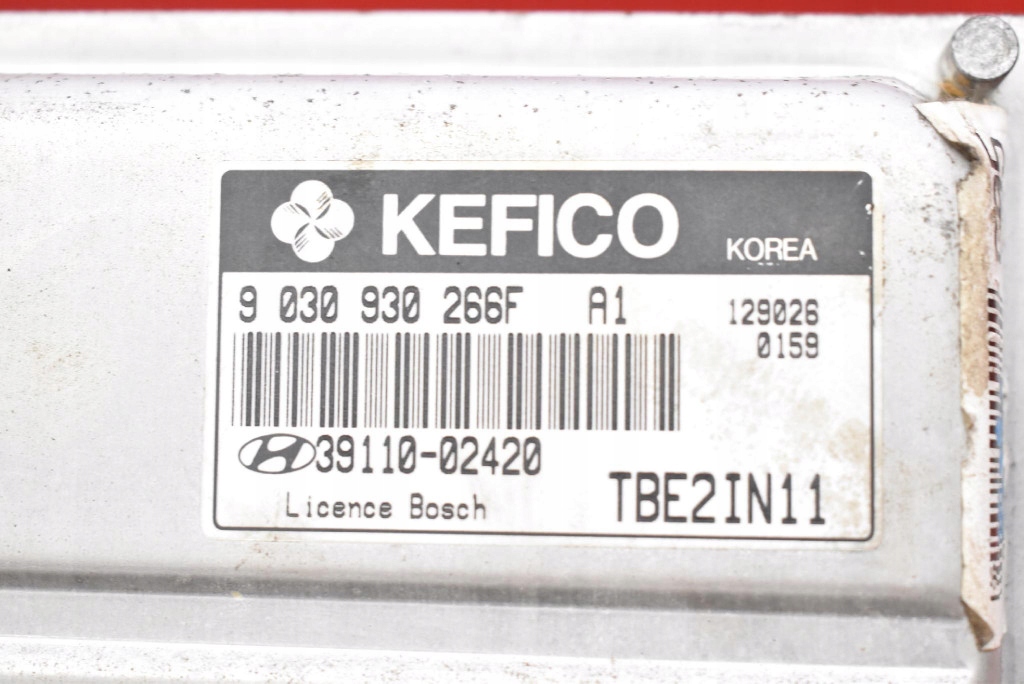 KEFICO KOREA
9 030 930 266F A1 129026
0159
39110-02420
Licence Bosch TBE2IN11